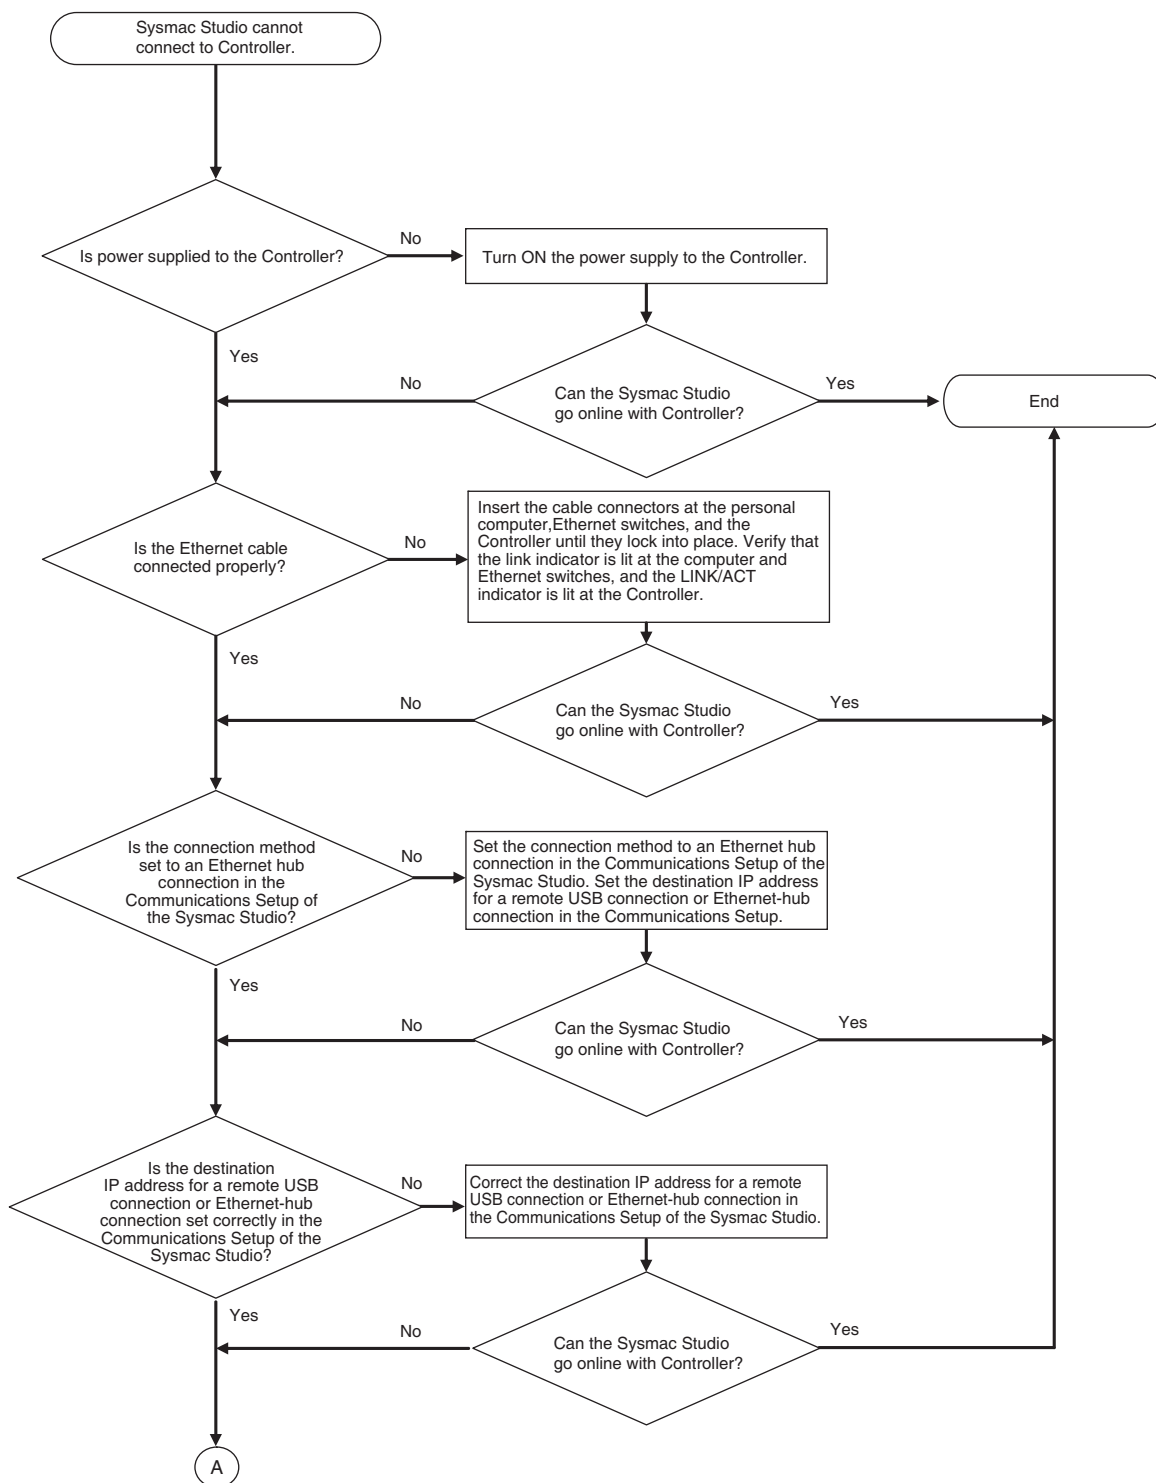 Sysmac Studio cannot
connect to Controller.
Is power supplied to the Controller?
No
Turn ON the power supply to the Controller.
Yes
No
Can the Sysmac Studio
go online with Controller?
Yes
End
Is the Ethernet cable
connected properly?
No
Insert the cable connectors at the personal
computer,Ethernet switches, and the
Controller until they lock into place. Verify that
the link indicator is lit at the computer and
Ethernet switches, and the LINK/ACT
indicator is lit at the Controller.
Yes
No
Can the Sysmac Studio
go online with Controller?
Yes
Is the connection method
set to an Ethernet hub
connection in the
Communications Setup of
the Sysmac Studio?
No
Set the connection method to an Ethernet hub
connection in the Communications Setup of the
Sysmac Studio. Set the destination IP address
for a remote USB connection or Ethernet-hub
connection in the Communications Setup.
Yes
No
Can the Sysmac Studio
go online with Controller?
Yes
Is the destination
IP address for a remote USB
connection or Ethernet-hub
connection set correctly in the
Communications Setup of the
Sysmac Studio?
No
Correct the destination IP address for a remote
USB connection or Ethernet-hub connection in
the Communications Setup of the Sysmac Studio.
Yes
No
Can the Sysmac Studio
go online with Controller?
Yes
A